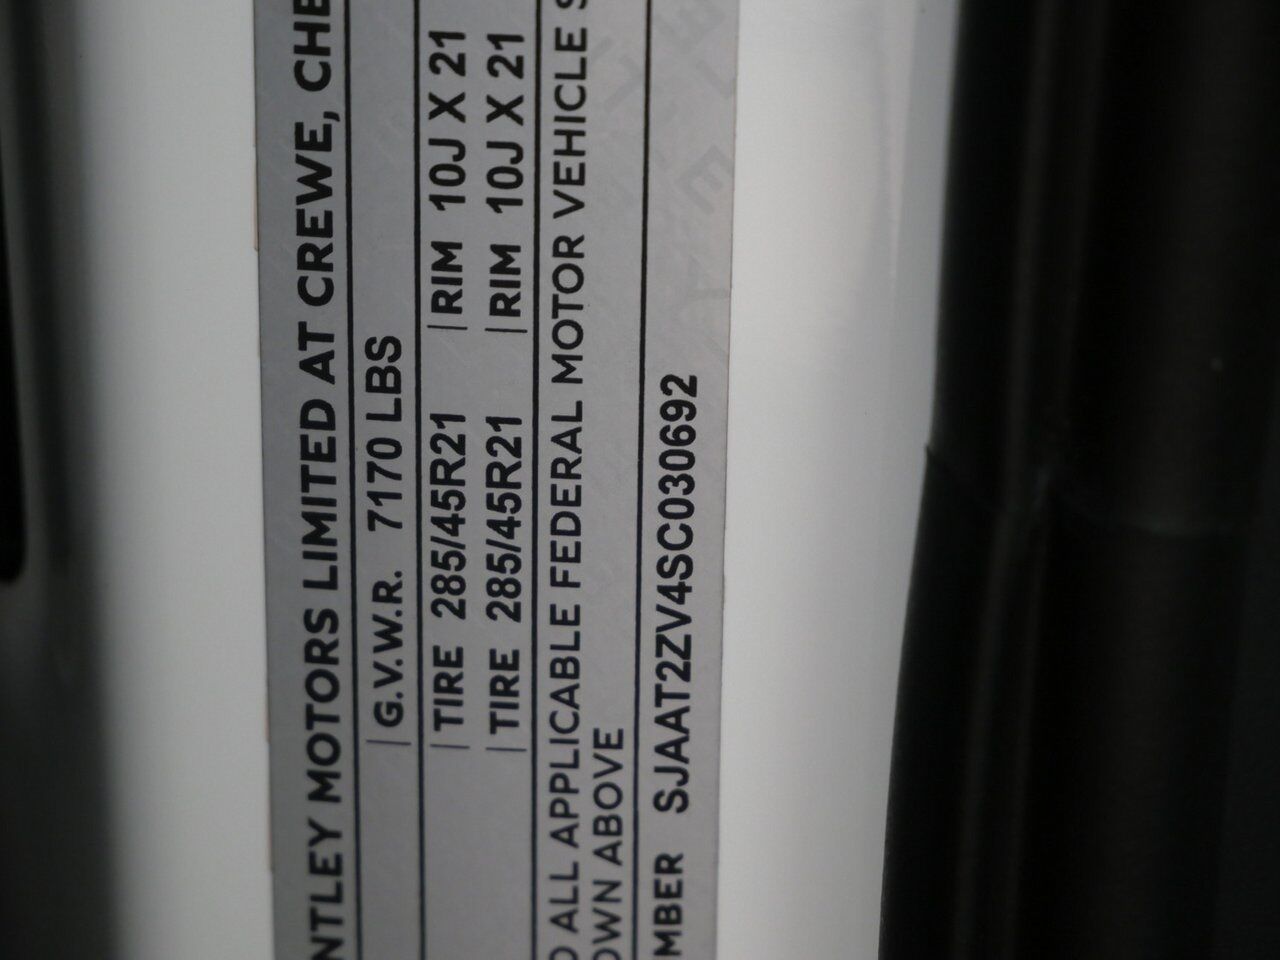 NTLEY MOTORS LIMITED AT CREWE, CHE
G.V.W.R. 7170 LBS
TIRE 285/45R21 RIM 10J X 21
TIRE 285/45R21 RIM 10J X 21
O ALL APPLICABLE FEDERAL MOTOR VEHICLE S
OWN ABOVE
MBER SJAAT2ZV4SC030692